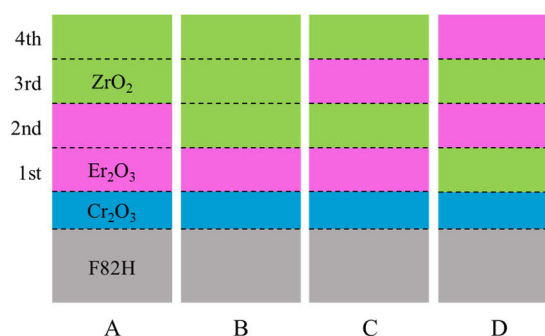 4th
3rd ZrO₂
2nd
1st Er₂O₃
Cr₂O₃
F82H
A B C D